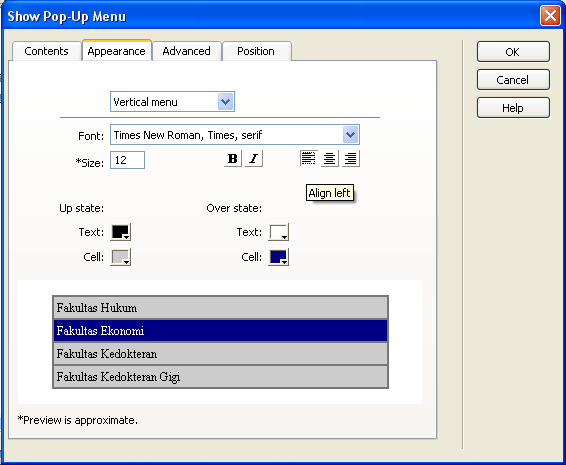 Show Pop-Up Menu
Contents Appearance Advanced Position
OK
Cancel
Help
Vertical menu
Font: Times New Roman, Times, serif
*Size: 12 B I
Align left
Up state: Over state:
Text: Text:
Cell: Cell:
Fakultas Hukum
Fakultas Ekonomi
Fakultas Kedokteran
Fakultas Kedokteran Gigi
*Preview is approximate.